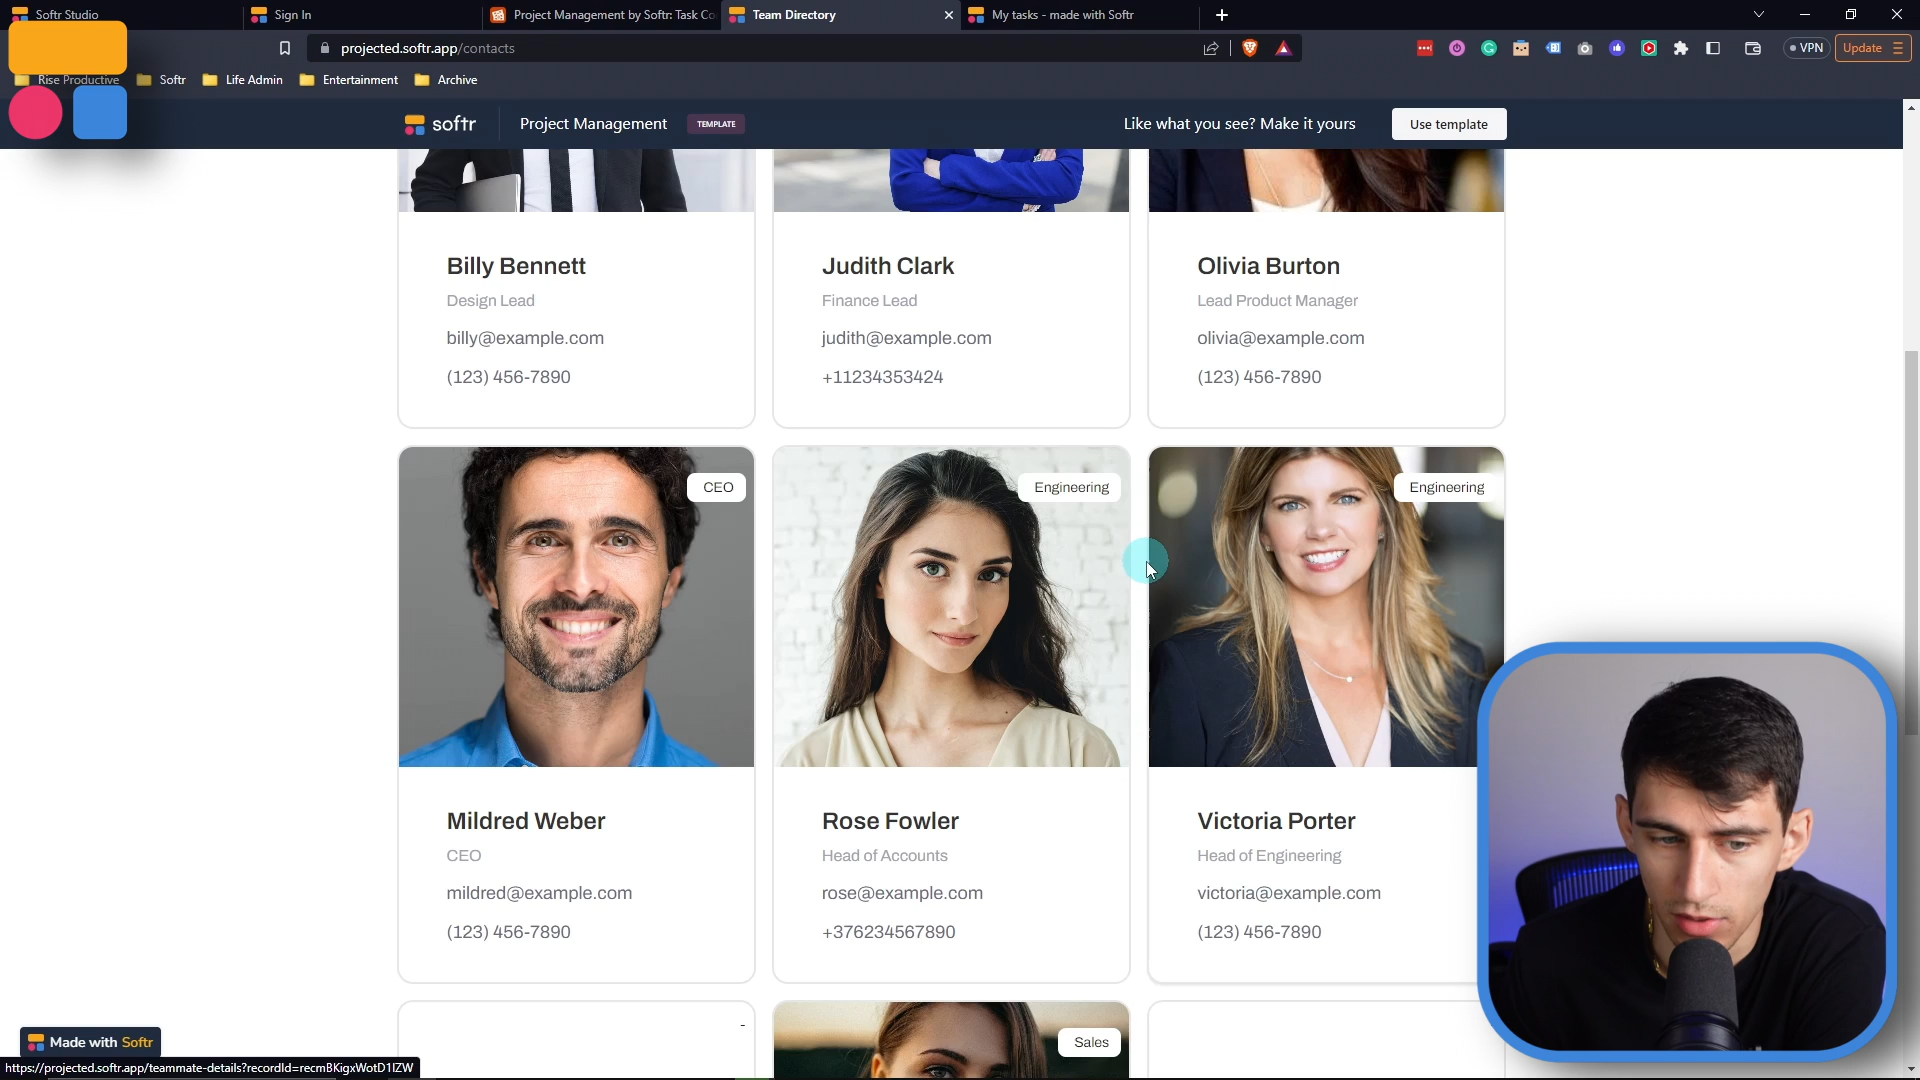 Softr Studio
Sign In
Project Management by Softr: Task Co
Team Directory
My tasks - made with Softr
projected.softr.app/contacts
VPN
Update
Rise Productive
Softr
Life Admin
Entertainment
Archive
softr
Project Management
TEMPLATE
Like what you see? Make it yours
Use template
Billy Bennett
Design Lead
billy@example.com
(123) 456-7890
Judith Clark
Finance Lead
judith@example.com
+11234353424
Olivia Burton
Lead Product Manager
olivia@example.com
(123) 456-7890
CEO
Mildred Weber
CEO
mildred@example.com
(123) 456-7890
Engineering
Rose Fowler
Head of Accounts
rose@example.com
+376234567890
Engineering
Victoria Porter
Head of Engineering
victoria@example.com
(123) 456-7890
-
Sales
Made with Softr
https://projected.softr.app/teammate-details?recordId=recmBKigxWotD1IZW